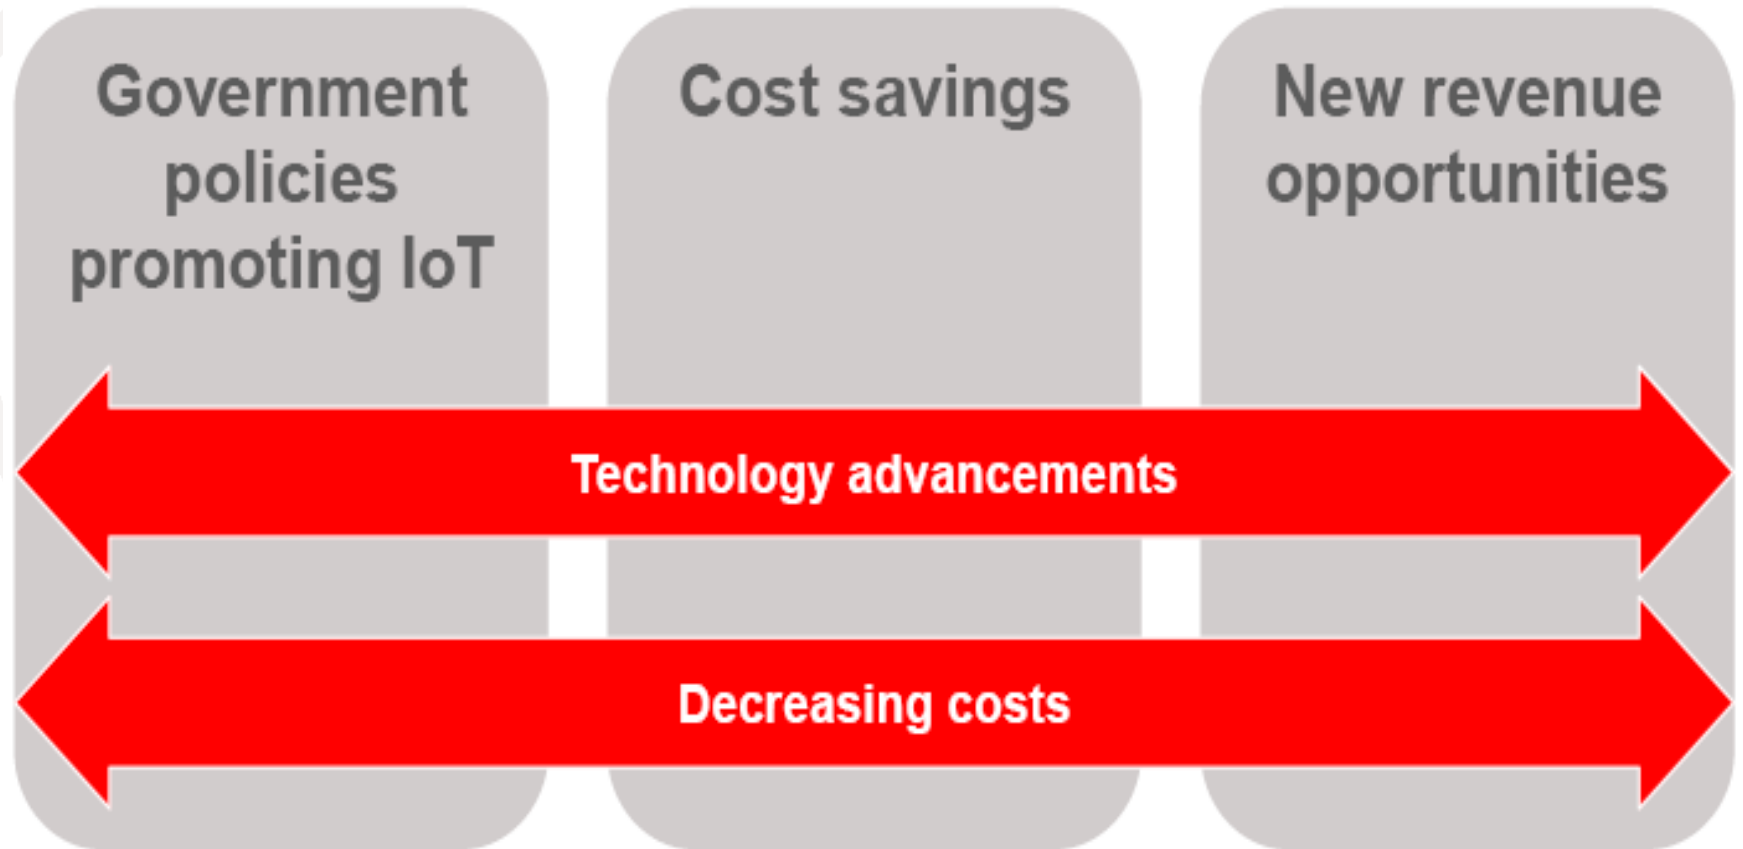 Government
policies
promoting IoT
Cost savings
New revenue
opportunities
Technology advancements
Decreasing costs